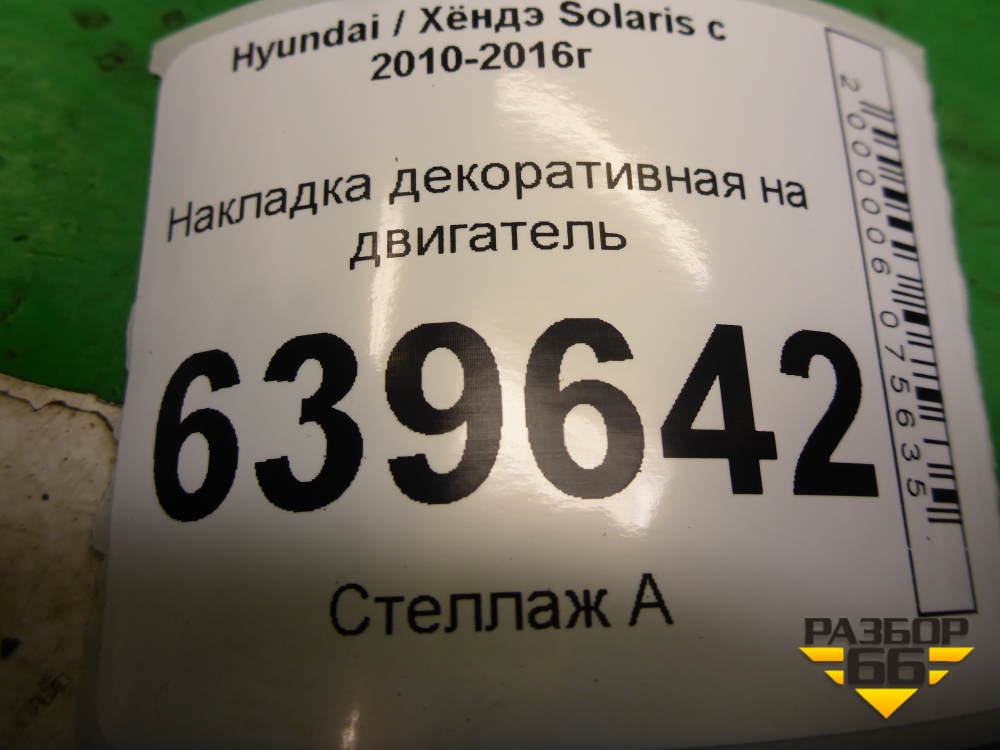 Hyundai / Хёндэ Solaris с
2010-2016г
Накладка декоративная на
двигатель
639642
Стеллаж А
2000006075635
РАЗБОР
66